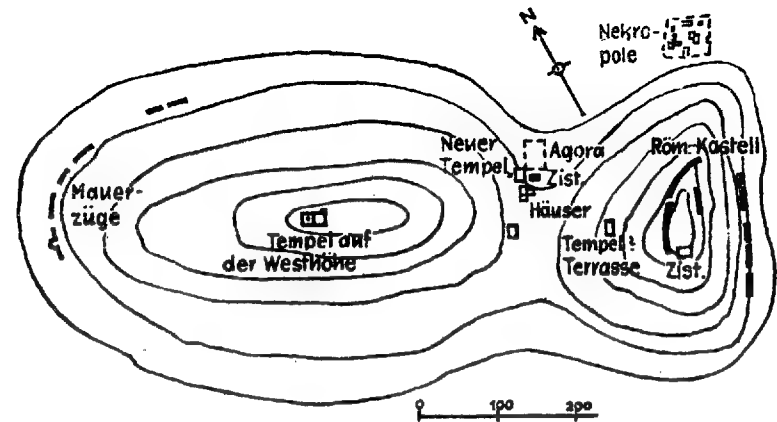 N
Nekro-
pole
Neuer
Tempel
Agora
Zist.
Häuser
Röm. Kastell
Mauer-
züge
Tempel auf
der Westhöhe
Tempel-
Terrasse
Zist.
0 100 200